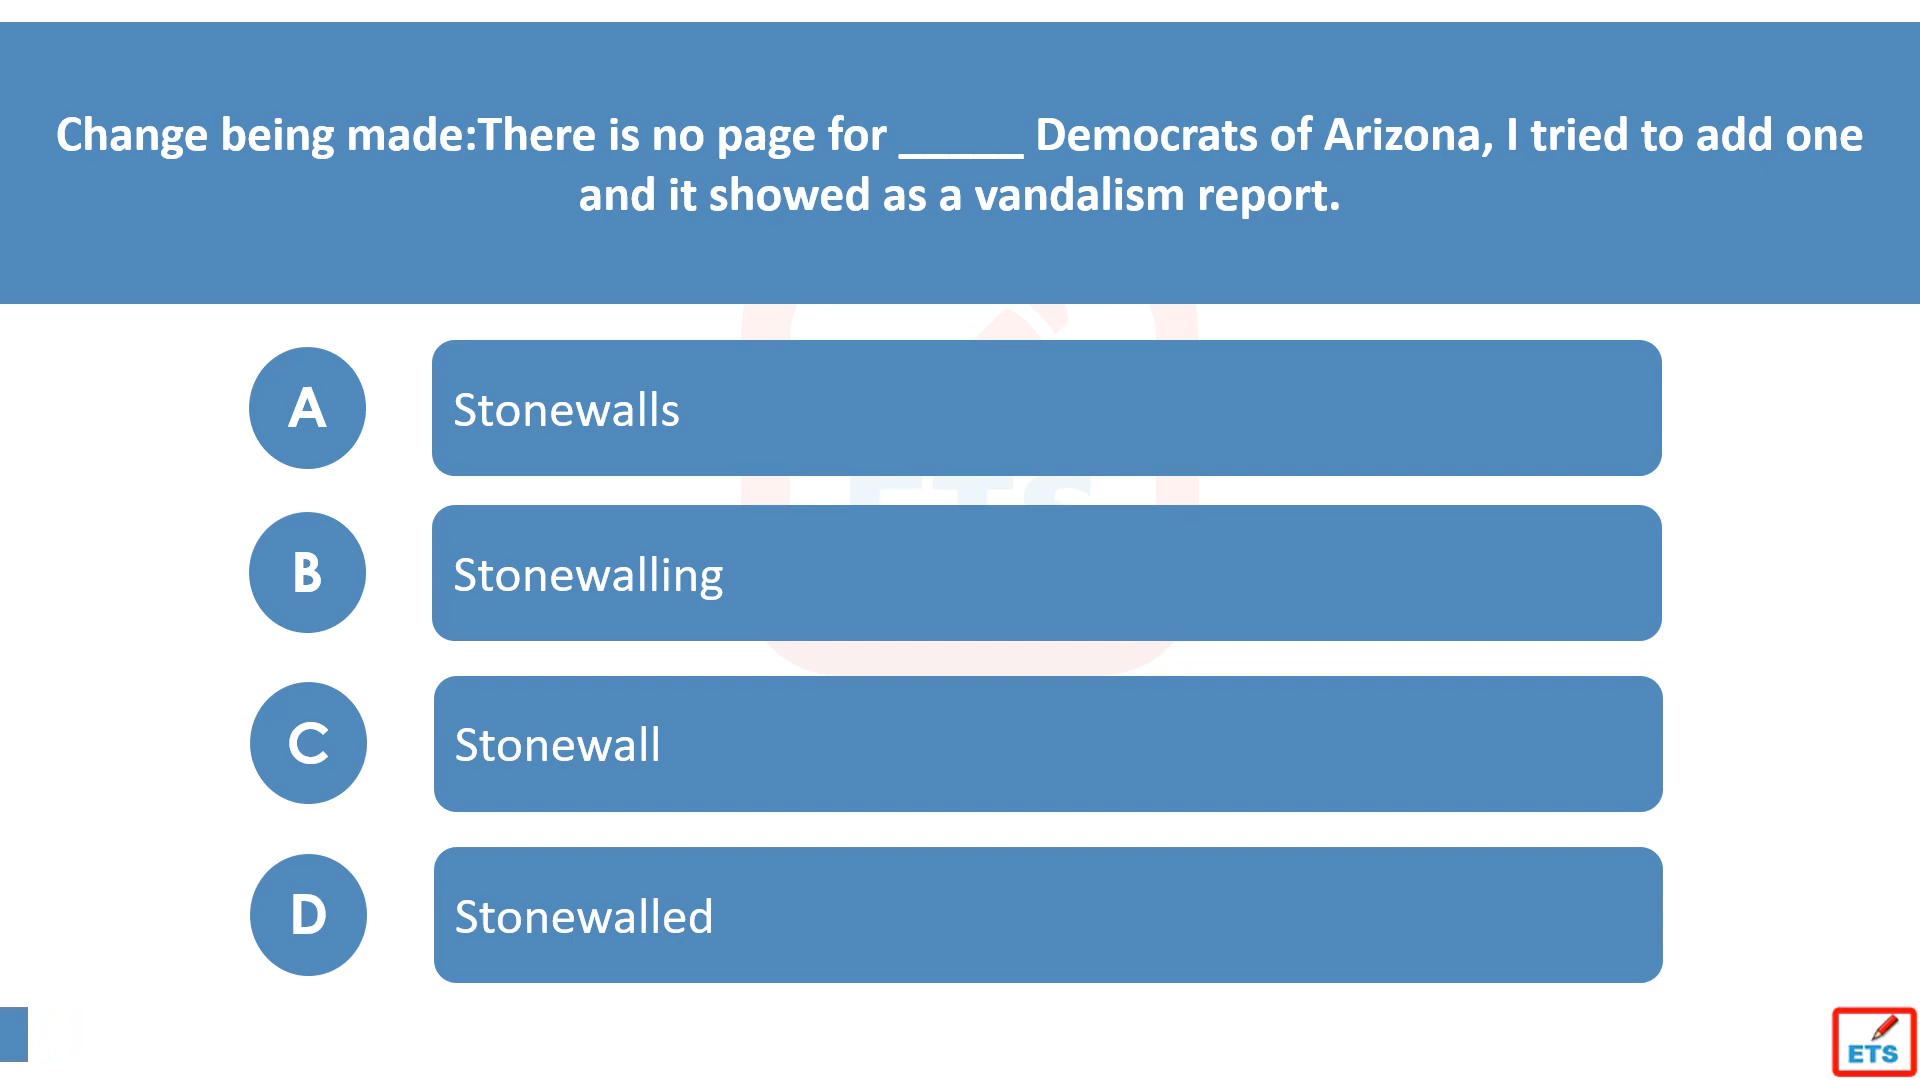 Change being made:There is no page for _____ Democrats of Arizona, I tried to add one
and it showed as a vandalism report.
A
Stonewalls
B
Stonewalling
C
Stonewall
D
Stonewalled
ETS
ETS